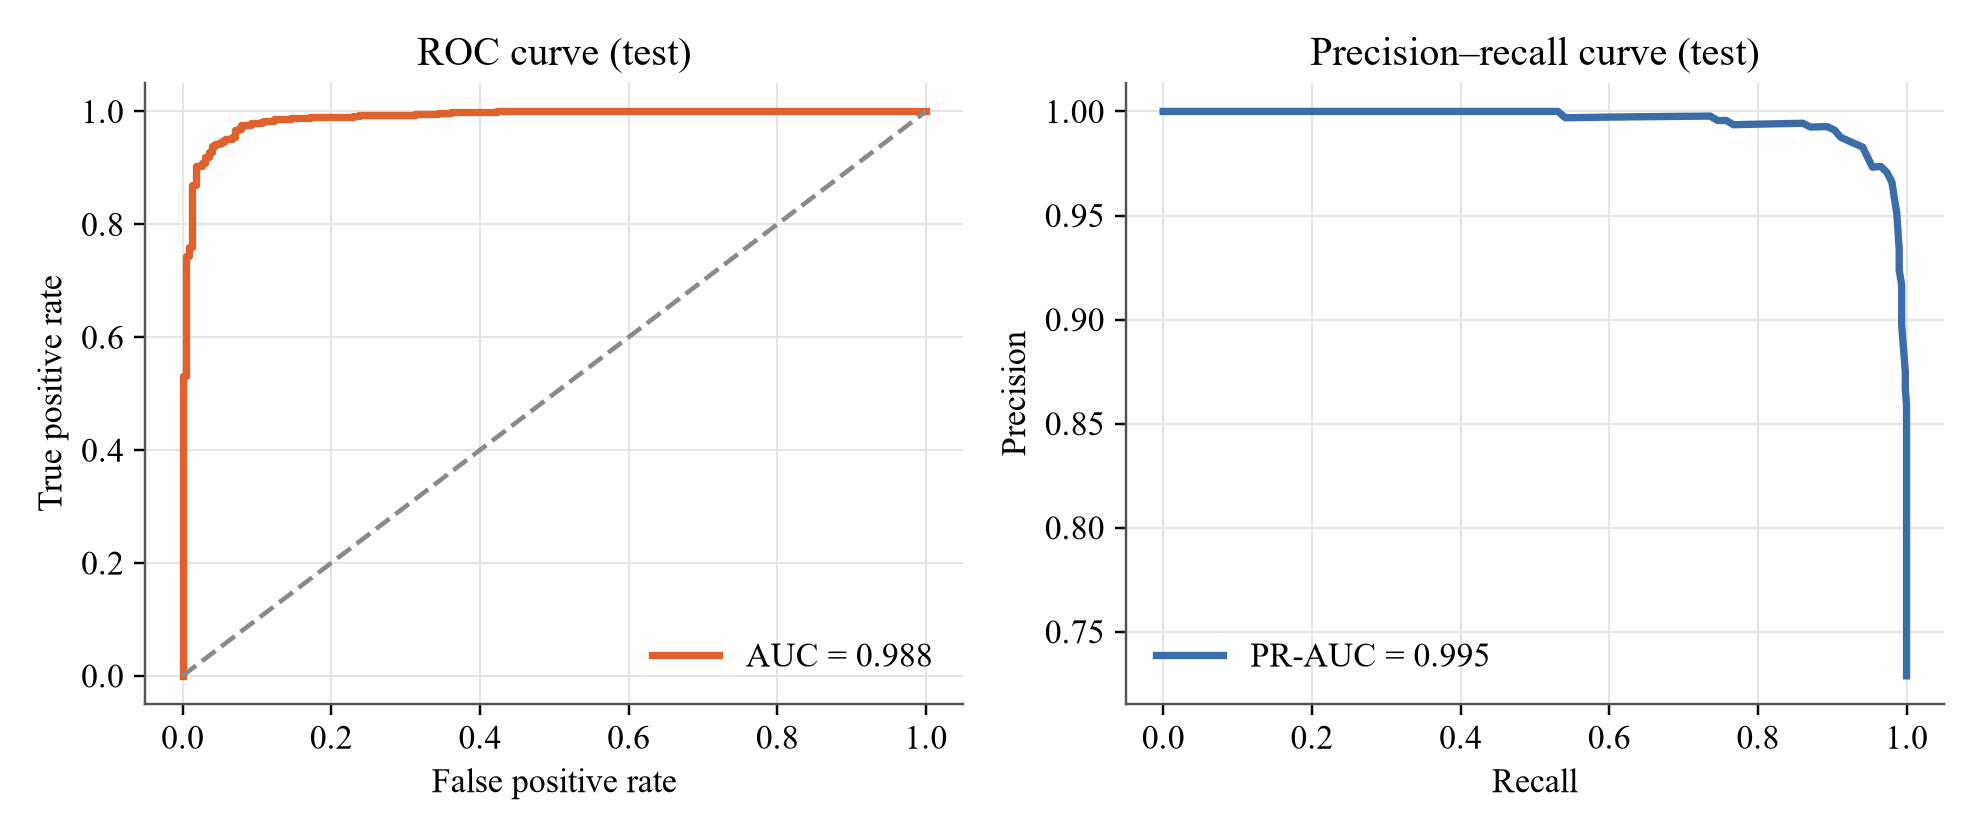 ROC curve (test)
True positive rate
1.0
0.8
0.6
0.4
0.2
0.0
AUC = 0.988
0.0 0.2 0.4 0.6 0.8 1.0
False positive rate
Precision–recall curve (test)
Precision
1.00
0.95
0.90
0.85
0.80
0.75
PR-AUC = 0.995
0.0 0.2 0.4 0.6 0.8 1.0
Recall